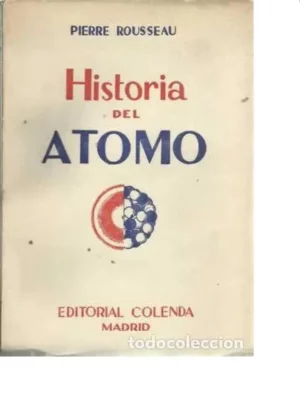 PIERRE ROUSSEAU
Historia
DEL
ATOMO
EDITORIAL COLENDA
MADRID
todocoleccion